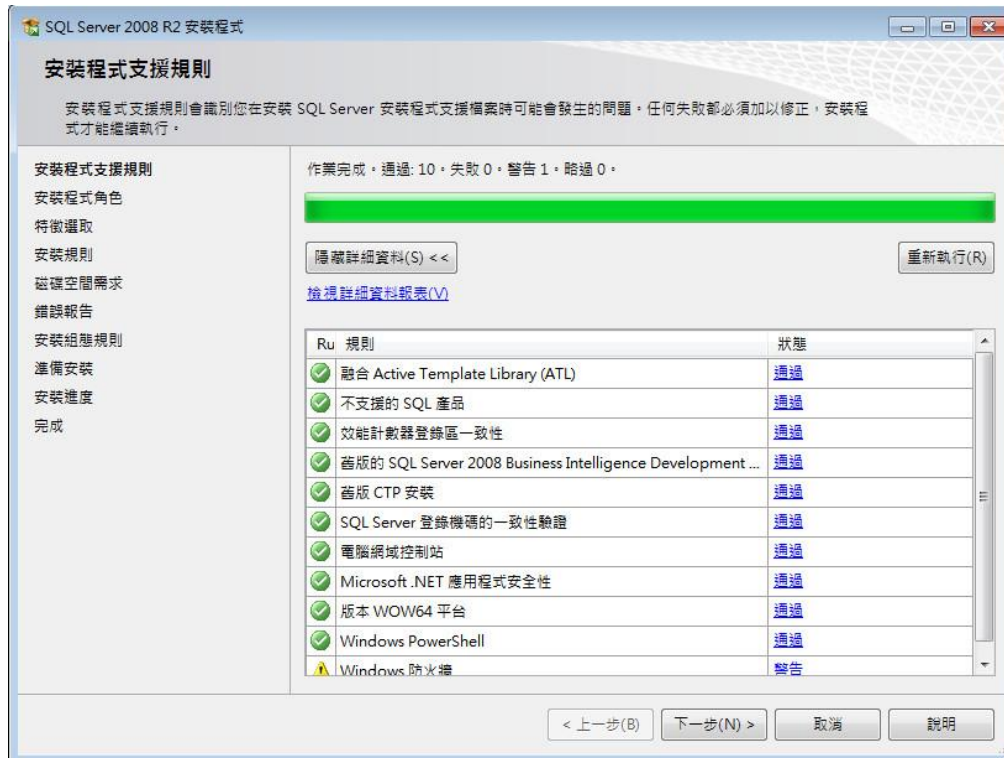 SQL Server 2008 R2 安裝程式
安裝程式支援規則
安裝程式支援規則會識別您在安裝 SQL Server 安裝程式支援檔案時可能會發生的問題。任何失敗都必須加以修正，安裝程
式才能繼續執行。
安裝程式支援規則
安裝程式角色
特徵選取
安裝規則
磁碟空間需求
錯誤報告
安裝組態規則
準備安裝
安裝進度
完成
作業完成。通過: 10。失敗 0。警告 1。略過 0。
隱藏詳細資料(S) <<
重新執行(R)
檢視詳細資料報表(V)
Ru 規則 狀態
融合 Active Template Library (ATL) 通過
不支援的 SQL 產品 通過
效能計數器登錄區一致性 通過
舊版的 SQL Server 2008 Business Intelligence Development ... 通過
舊版 CTP 安裝 通過
SQL Server 登錄機碼的一致性驗證 通過
電腦網域控制站 通過
Microsoft .NET 應用程式安全性 通過
版本 WOW64 平台 通過
Windows PowerShell 通過
Windows 防火牆 警告
< 上一步(B) 下一步(N) > 取消 說明